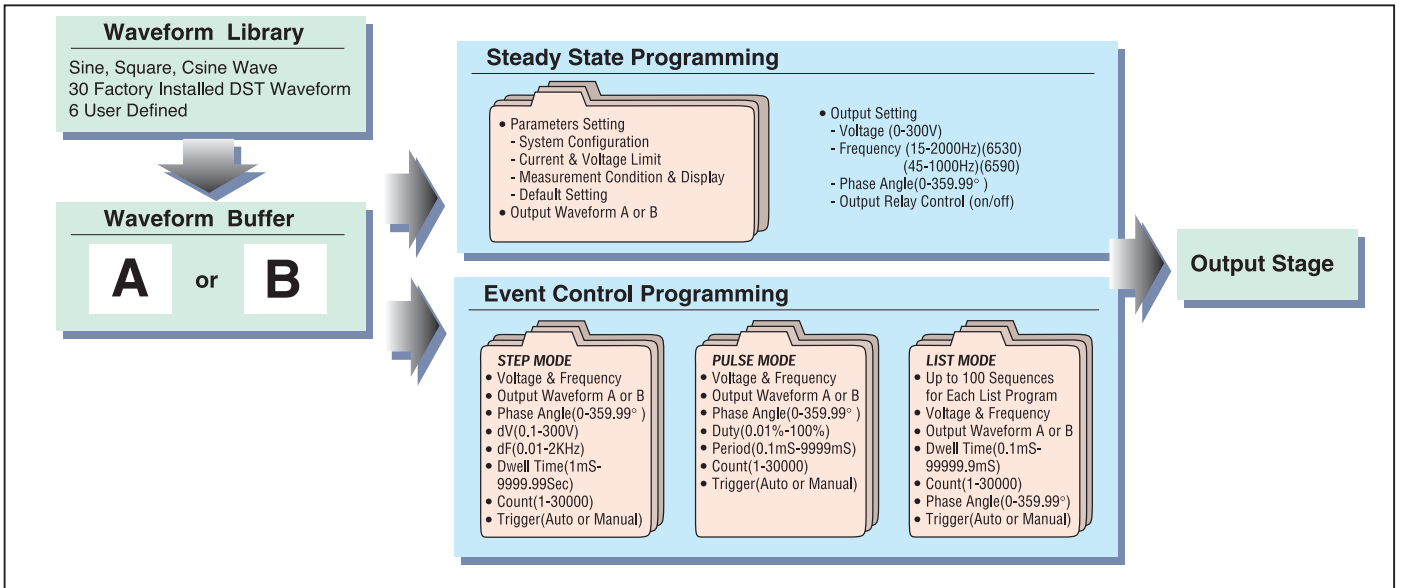 Waveform Library
Sine, Square, Csine Wave
30 Factory Installed DST Waveform
6 User Defined
Waveform Buffer
A or B
Steady State Programming
• Parameters Setting
- System Configuration
- Current & Voltage Limit
- Measurement Condition & Display
- Default Setting
• Output Waveform A or B
• Output Setting
- Voltage (0-300V)
- Frequency (15-2000Hz)(6530)
(45-1000Hz)(6590)
- Phase Angle(0-359.99° )
- Output Relay Control (on/off)
Event Control Programming
STEP MODE
• Voltage & Frequency
• Output Waveform A or B
• Phase Angle(0-359.99° )
• dV(0.1-300V)
• dF(0.01-2KHz)
• Dwell Time(1mS-
9999.99Sec)
• Count(1-30000)
• Trigger(Auto or Manual)
PULSE MODE
• Voltage & Frequency
• Output Waveform A or B
• Phase Angle(0-359.99° )
• Duty(0.01%-100%)
• Period(0.1mS-9999mS)
• Count(1-30000)
• Trigger(Auto or Manual)
LIST MODE
• Up to 100 Sequences
for Each List Program
• Voltage & Frequency
• Output Waveform A or B
• Dwell Time(0.1mS-
99999.9mS)
• Count(1-30000)
• Phase Angle(0-359.99°)
• Trigger(Auto or Manual)
Output Stage